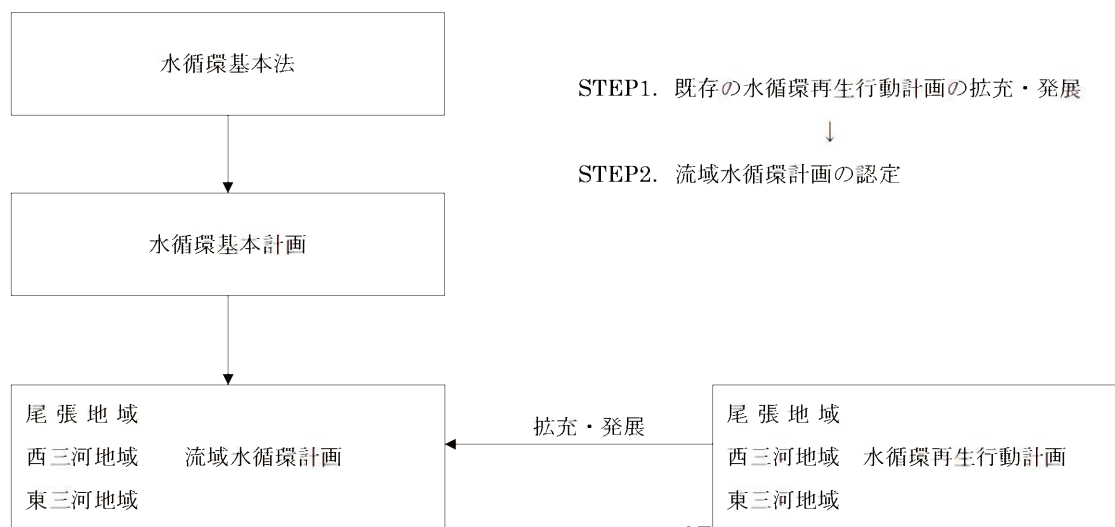 水循環基本法
STEP1. 既存の水循環再生行動計画の拡充・発展
↓
STEP2. 流域水循環計画の認定
水循環基本計画
尾張地域
西三河地域 流域水循環計画
東三河地域
拡充・発展
尾張地域
西三河地域 水循環再生行動計画
東三河地域